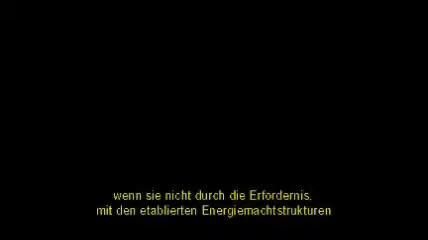 wenn sie nicht durch die Erfordernis,
mit den etablierten Energiemachtstrukturen